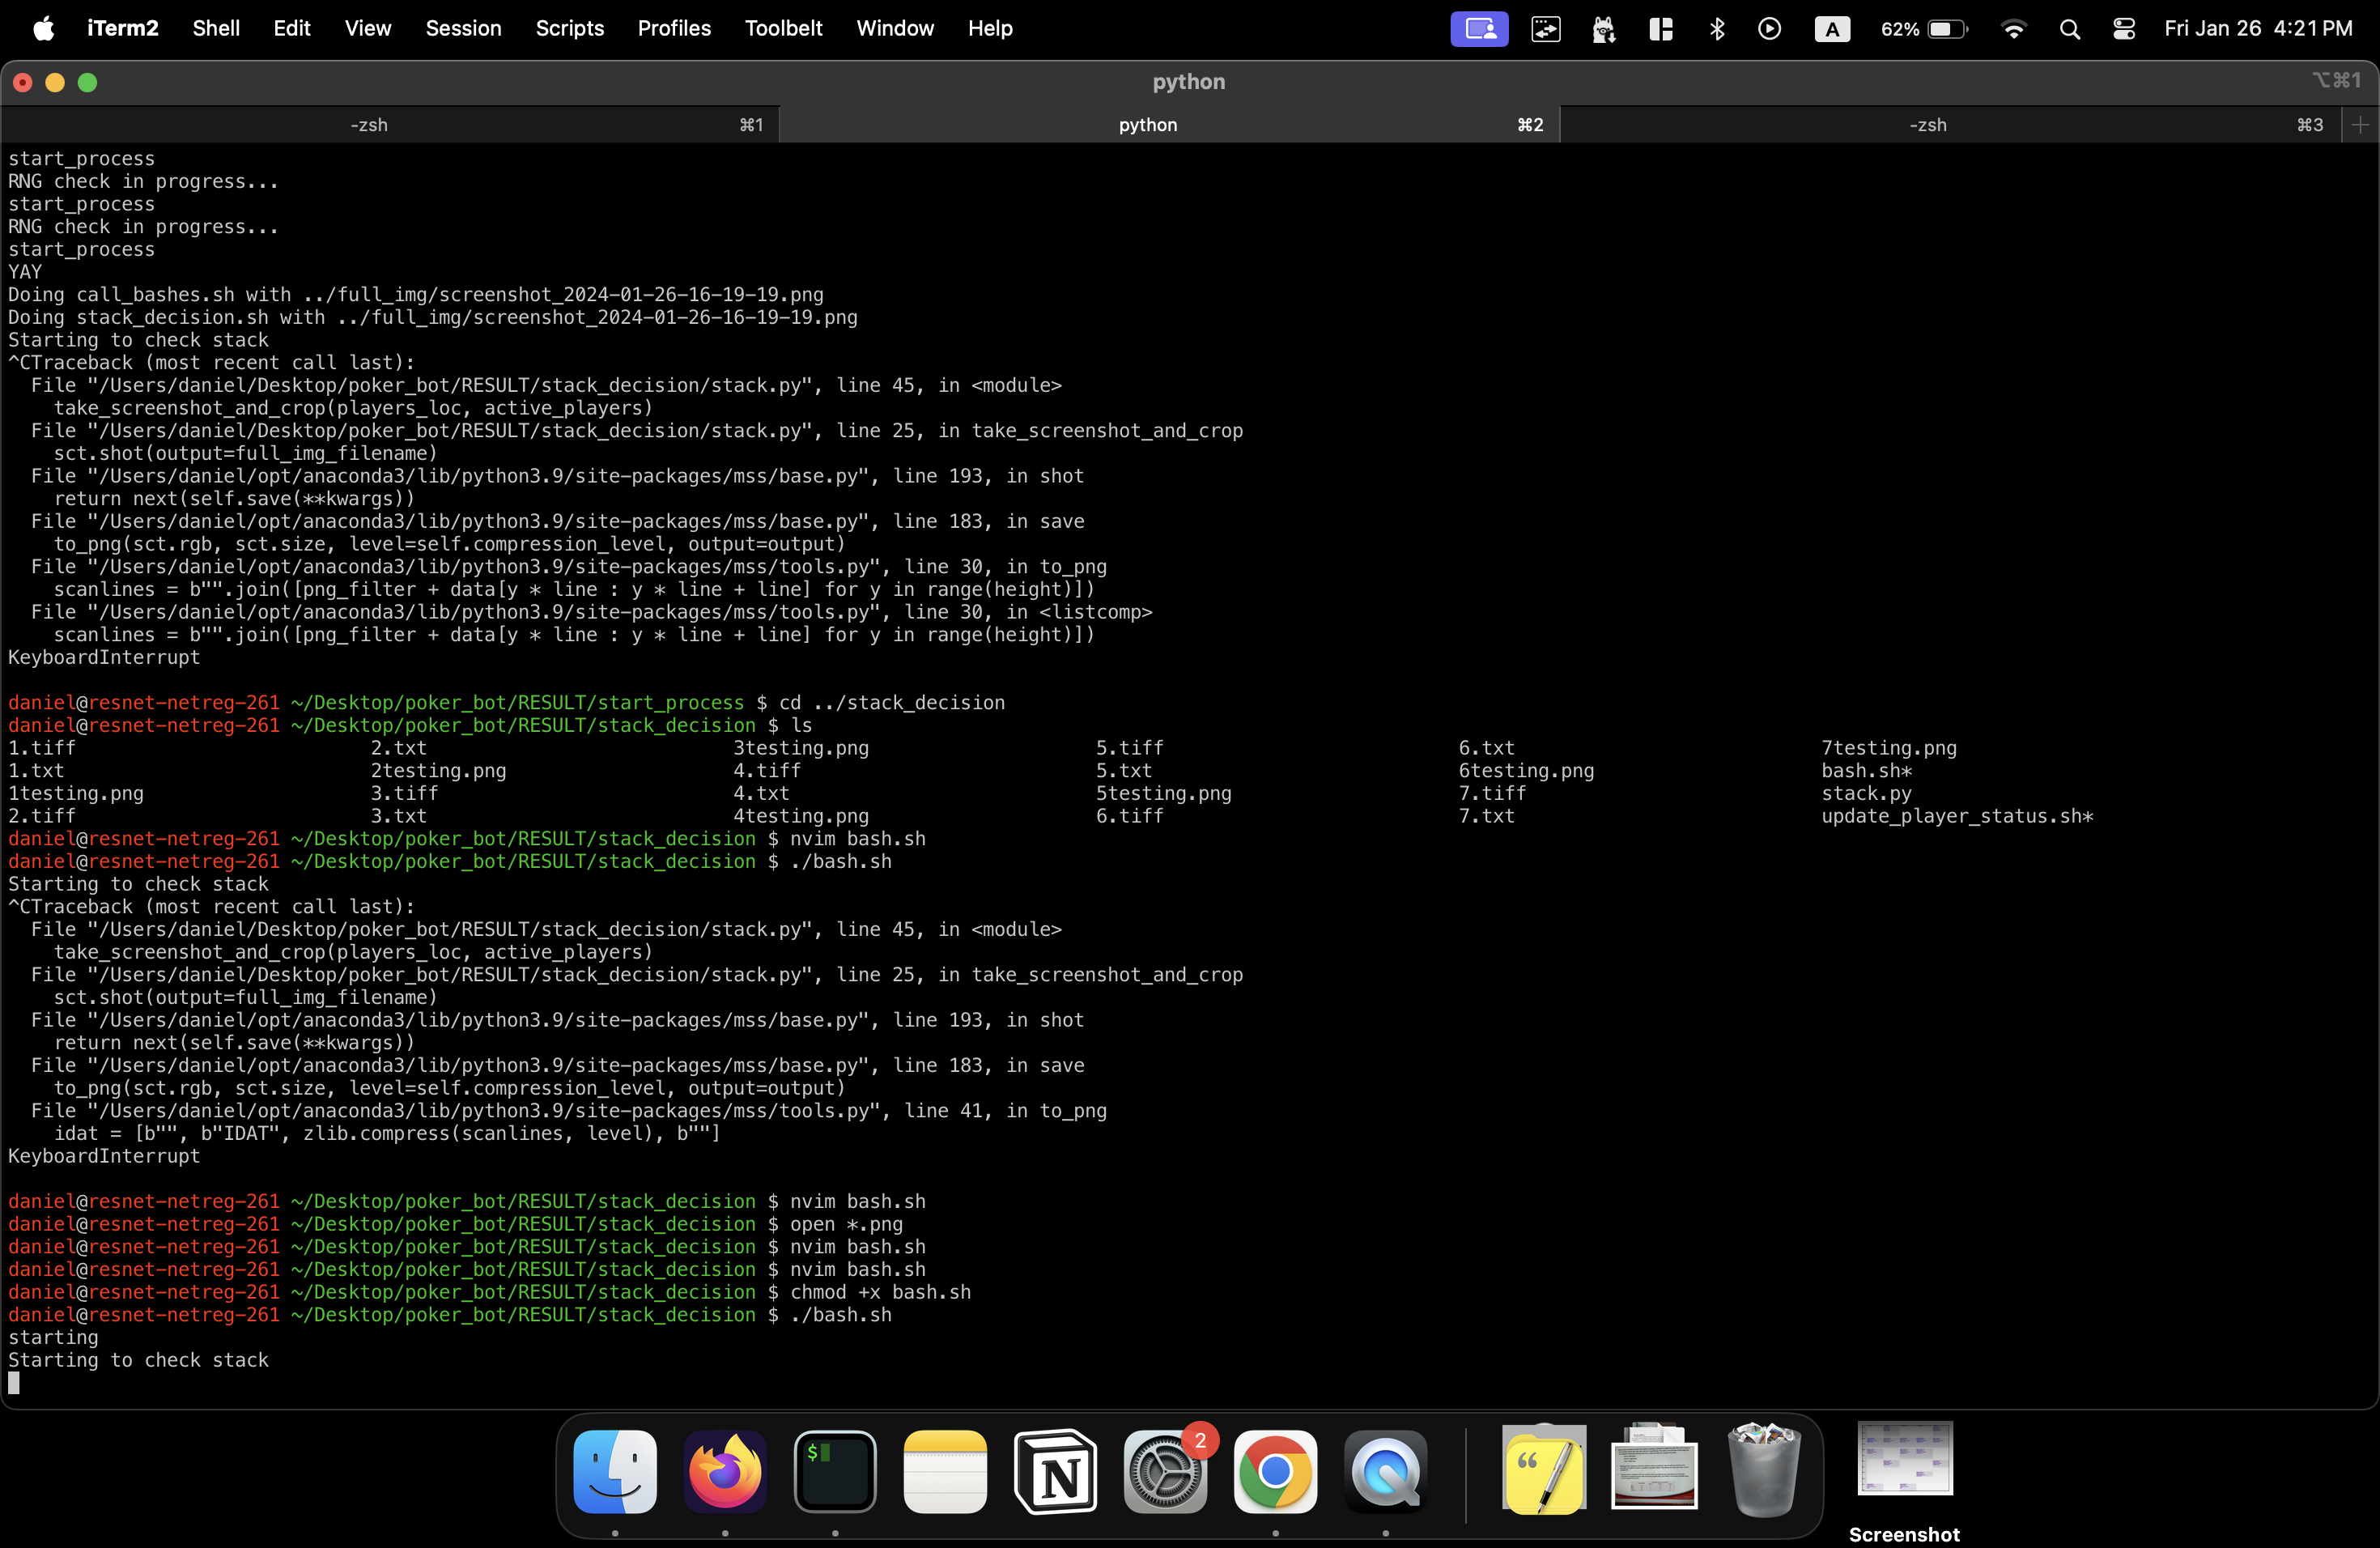 iTerm2 Shell Edit View Session Scripts Profiles Toolbelt Window Help A 62% Fri Jan 26 4:21 PM
python ⌥⌘1
-zsh ⌘1 python ⌘2 -zsh ⌘3
start_process
RNG check in progress...
start_process
RNG check in progress...
start_process
YAY
Doing call_bashes.sh with ../full_img/screenshot_2024-01-26-16-19-19.png
Doing stack_decision.sh with ../full_img/screenshot_2024-01-26-16-19-19.png
Starting to check stack
^CTraceback (most recent call last):
  File "/Users/daniel/Desktop/poker_bot/RESULT/stack_decision/stack.py", line 45, in <module>
    take_screenshot_and_crop(players_loc, active_players)
  File "/Users/daniel/Desktop/poker_bot/RESULT/stack_decision/stack.py", line 25, in take_screenshot_and_crop
    sct.shot(output=full_img_filename)
  File "/Users/daniel/opt/anaconda3/lib/python3.9/site-packages/mss/base.py", line 193, in shot
    return next(self.save(**kwargs))
  File "/Users/daniel/opt/anaconda3/lib/python3.9/site-packages/mss/base.py", line 183, in save
    to_png(sct.rgb, sct.size, level=self.compression_level, output=output)
  File "/Users/daniel/opt/anaconda3/lib/python3.9/site-packages/mss/tools.py", line 30, in to_png
    scanlines = b"".join([png_filter + data[y * line : y * line + line] for y in range(height)])
  File "/Users/daniel/opt/anaconda3/lib/python3.9/site-packages/mss/tools.py", line 30, in <listcomp>
    scanlines = b"".join([png_filter + data[y * line : y * line + line] for y in range(height)])
KeyboardInterrupt
daniel@resnet-netreg-261 ~/Desktop/poker_bot/RESULT/start_process $ cd ../stack_decision
daniel@resnet-netreg-261 ~/Desktop/poker_bot/RESULT/stack_decision $ ls
1.tiff 2.txt 3testing.png 5.tiff 6.txt 7testing.png
1.txt 2testing.png 4.tiff 5.txt 6testing.png bash.sh*
1testing.png 3.tiff 4.txt 5testing.png 7.tiff stack.py
2.tiff 3.txt 4testing.png 6.tiff 7.txt update_player_status.sh*
daniel@resnet-netreg-261 ~/Desktop/poker_bot/RESULT/stack_decision $ nvim bash.sh
daniel@resnet-netreg-261 ~/Desktop/poker_bot/RESULT/stack_decision $ ./bash.sh
Starting to check stack
^CTraceback (most recent call last):
  File "/Users/daniel/Desktop/poker_bot/RESULT/stack_decision/stack.py", line 45, in <module>
    take_screenshot_and_crop(players_loc, active_players)
  File "/Users/daniel/Desktop/poker_bot/RESULT/stack_decision/stack.py", line 25, in take_screenshot_and_crop
    sct.shot(output=full_img_filename)
  File "/Users/daniel/opt/anaconda3/lib/python3.9/site-packages/mss/base.py", line 193, in shot
    return next(self.save(**kwargs))
  File "/Users/daniel/opt/anaconda3/lib/python3.9/site-packages/mss/base.py", line 183, in save
    to_png(sct.rgb, sct.size, level=self.compression_level, output=output)
  File "/Users/daniel/opt/anaconda3/lib/python3.9/site-packages/mss/tools.py", line 41, in to_png
    idat = [b"", b"IDAT", zlib.compress(scanlines, level), b""]
KeyboardInterrupt
daniel@resnet-netreg-261 ~/Desktop/poker_bot/RESULT/stack_decision $ nvim bash.sh
daniel@resnet-netreg-261 ~/Desktop/poker_bot/RESULT/stack_decision $ open *.png
daniel@resnet-netreg-261 ~/Desktop/poker_bot/RESULT/stack_decision $ nvim bash.sh
daniel@resnet-netreg-261 ~/Desktop/poker_bot/RESULT/stack_decision $ nvim bash.sh
daniel@resnet-netreg-261 ~/Desktop/poker_bot/RESULT/stack_decision $ chmod +x bash.sh
daniel@resnet-netreg-261 ~/Desktop/poker_bot/RESULT/stack_decision $ ./bash.sh
starting
Starting to check stack
$ N 2
Screenshot